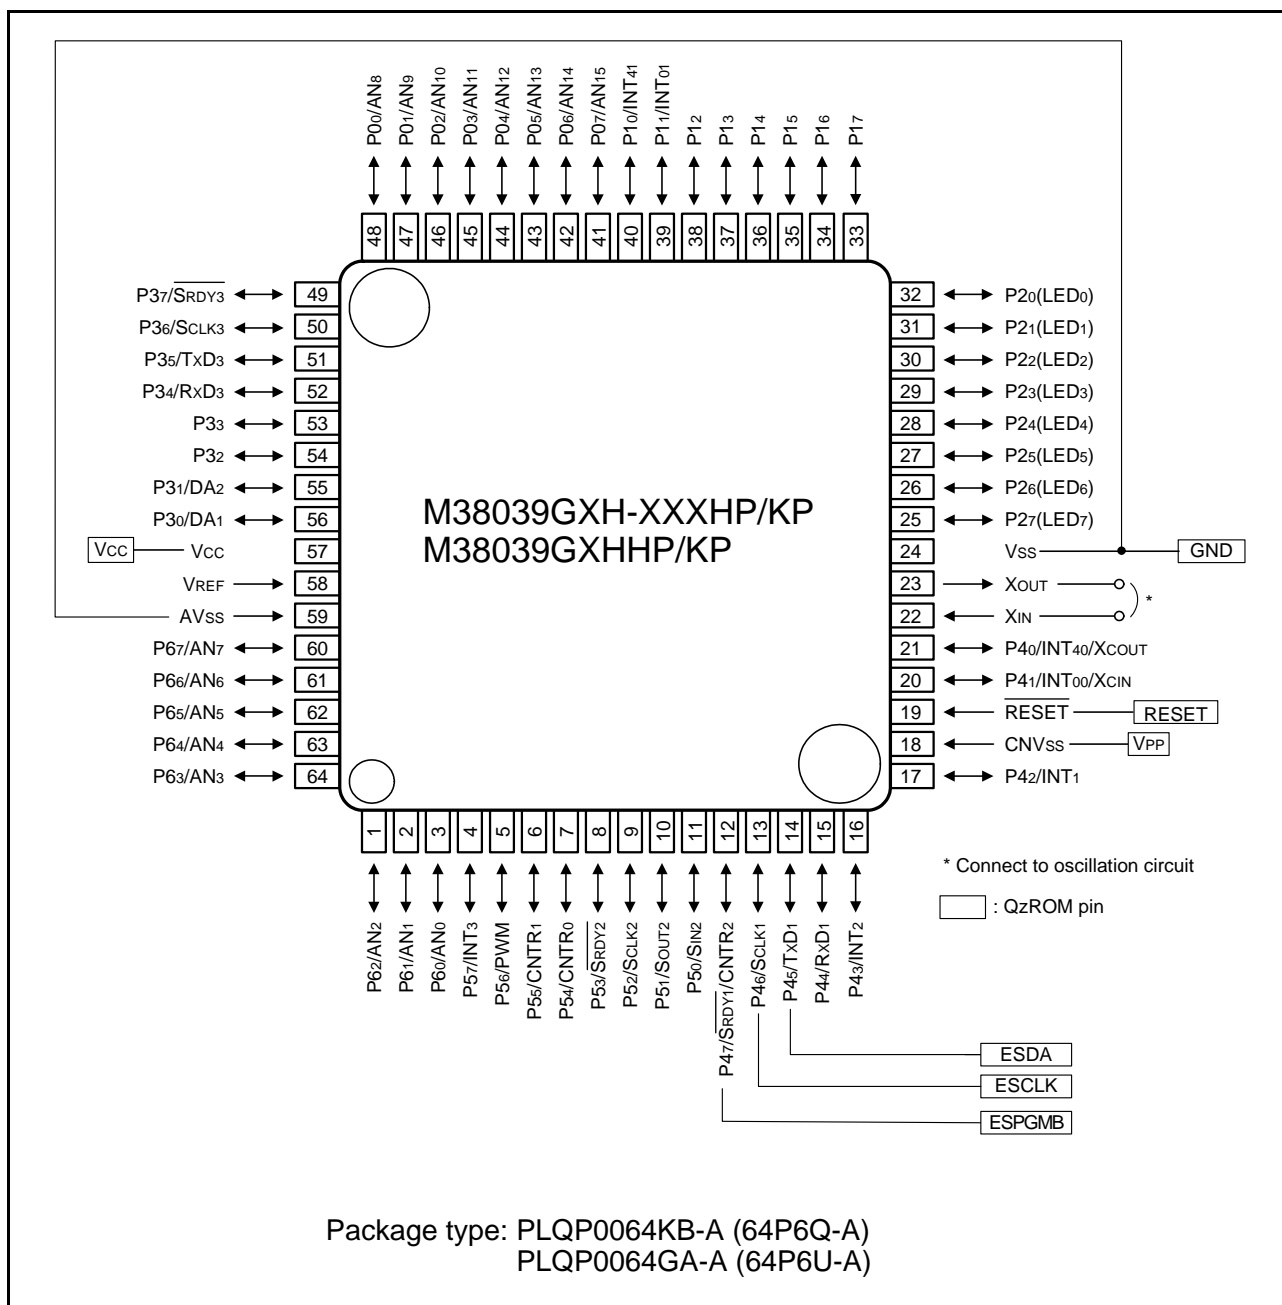 P00/AN8
P01/AN9
P02/AN10
P03/AN11
P04/AN12
P05/AN13
P06/AN14
P07/AN15
P10/INT41
P11/INT01
P12
P13
P14
P15
P16
P17
48 47 46 45 44 43 42 41 40 39 38 37 36 35 34 33
P37/SRDY3 49
P36/SCLK3 50
P35/TXD3 51
P34/RXD3 52
P33 53
P32 54
P31/DA2 55
P30/DA1 56
VCC VCC 57
VREF 58
AVSS 59
P67/AN7 60
P66/AN6 61
P65/AN5 62
P64/AN4 63
P63/AN3 64
M38039GXH-XXXHP/KP
M38039GXHHP/KP
32 P20(LED0)
31 P21(LED1)
30 P22(LED2)
29 P23(LED3)
28 P24(LED4)
27 P25(LED5)
26 P26(LED6)
25 P27(LED7)
24 VSS GND
23 XOUT
*
22 XIN
21 P40/INT40/XCOUT
20 P41/INT00/XCIN
19 RESET RESET
18 CNVSS VPP
17 P42/INT1
1 2 3 4 5 6 7 8 9 10 11 12 13 14 15 16
P62/AN2
P61/AN1
P60/AN0
P57/INT3
P56/PWM
P55/CNTR1
P54/CNTR0
P53/SRDY2
P52/SCLK2
P51/SOUT2
P50/SIN2
P47/SRDY1/CNTR2
P46/SCLK1
P45/TXD1
P44/RXD1
P43/INT2
* Connect to oscillation circuit
: QzROM pin
ESDA
ESCLK
ESPGMB
Package type: PLQP0064KB-A (64P6Q-A)
PLQP0064GA-A (64P6U-A)